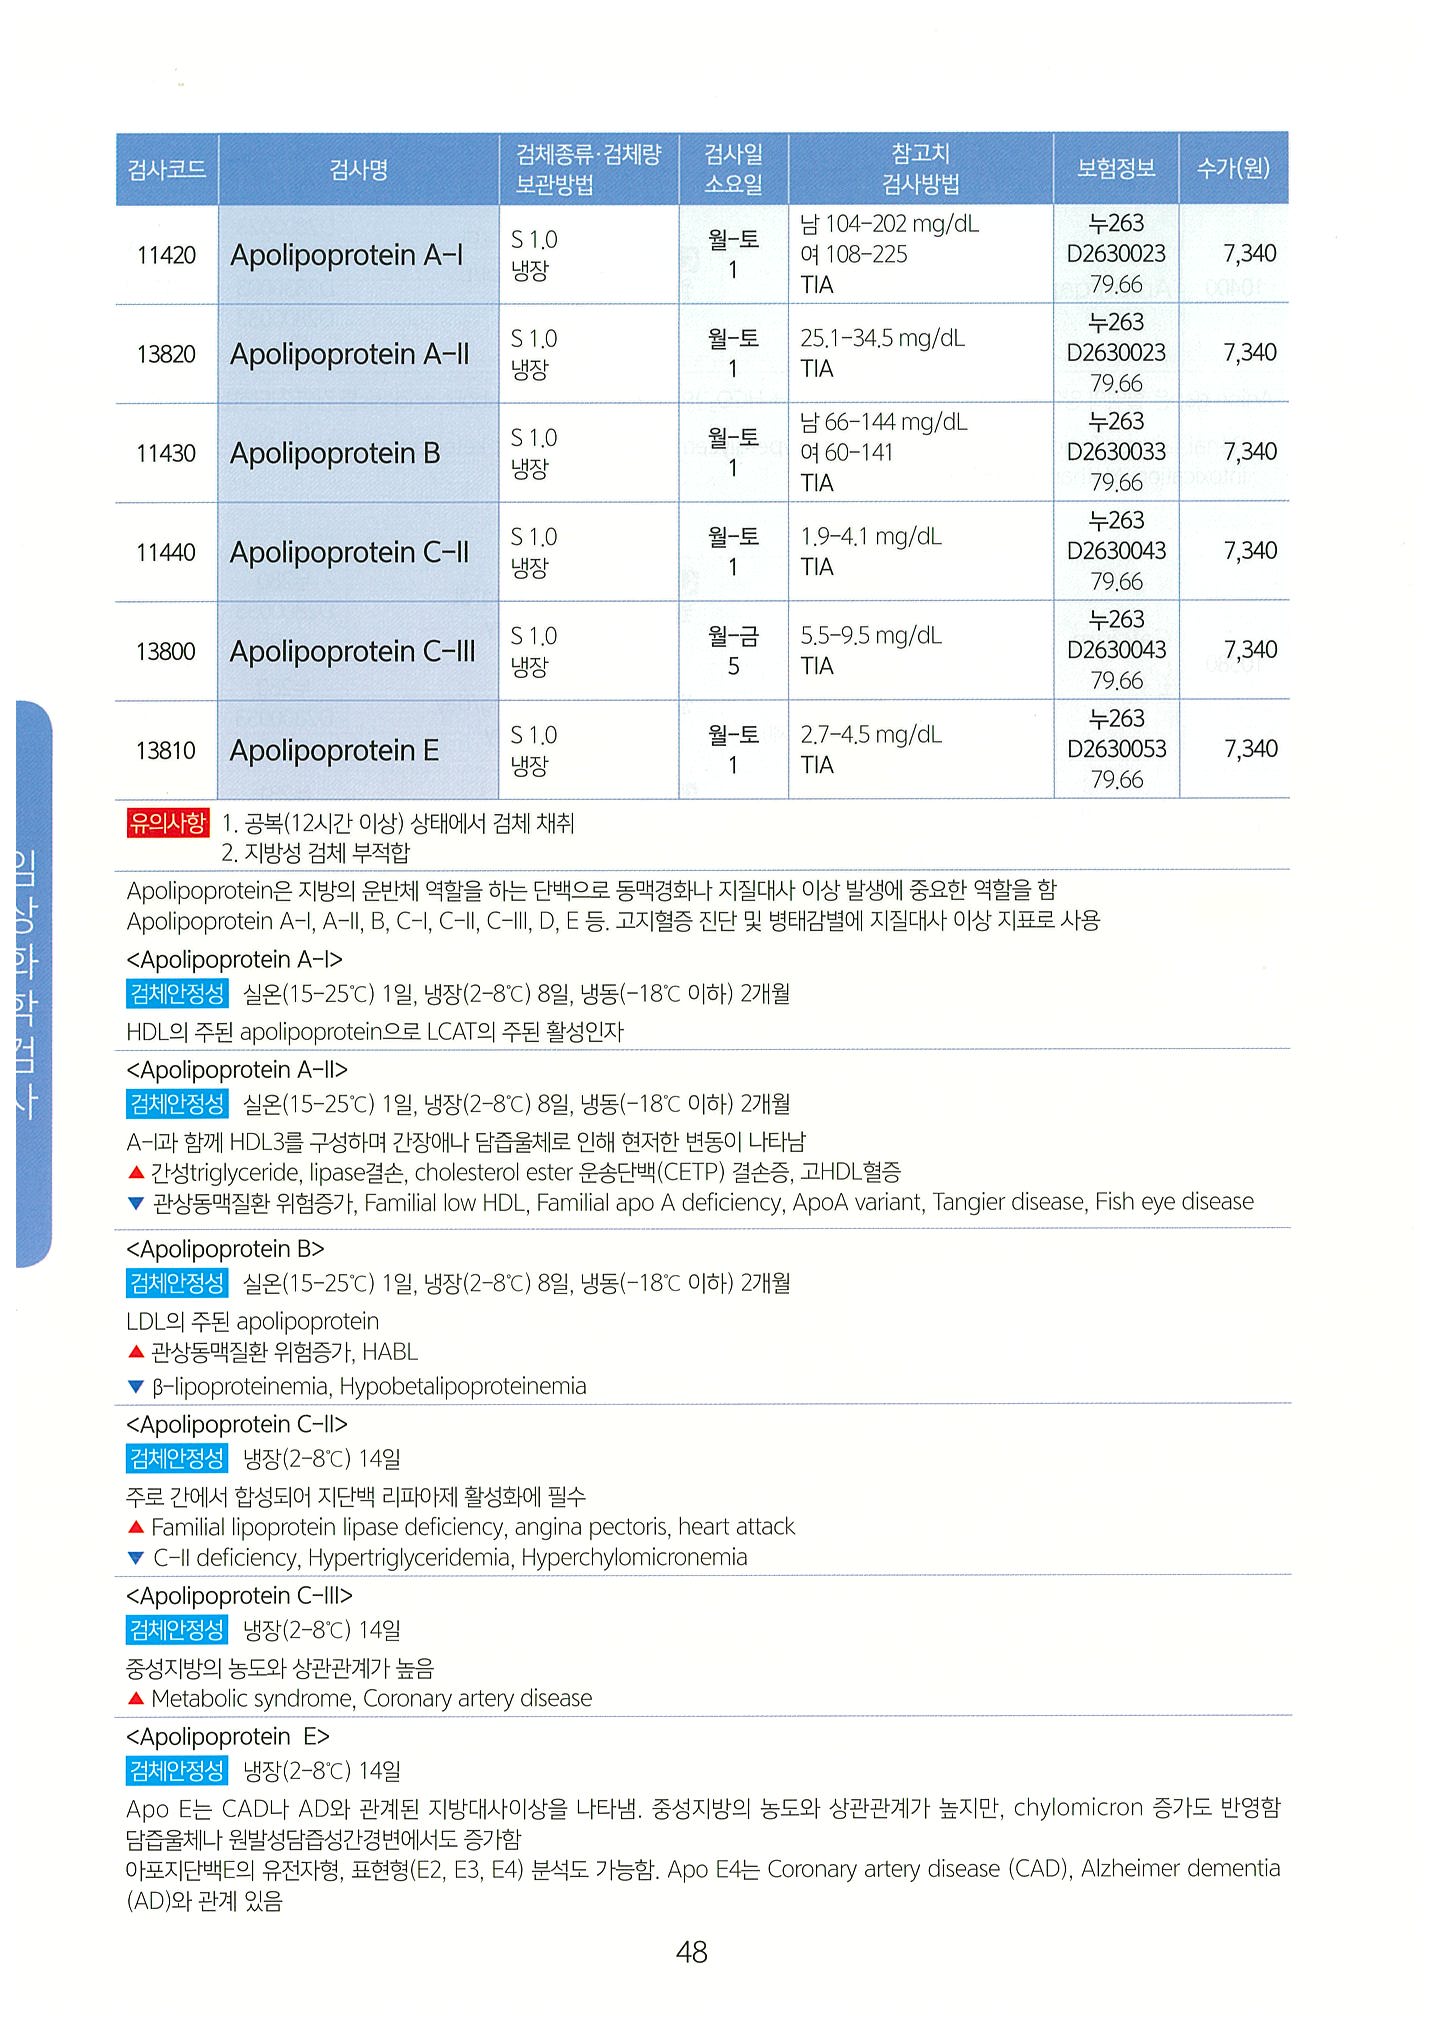 검사코드 검사명 검체종류·검체량 보관방법 검사일 소요일 참고치 검사방법 보험정보 수가(원)
11420 Apolipoprotein A-I S 1.0 냉장 월-토 1 남 104-202 mg/dL 여 108-225 TIA 누263 D2630023 79.66 7,340
13820 Apolipoprotein A-II S 1.0 냉장 월-토 1 25.1-34.5 mg/dL TIA 누263 D2630023 79.66 7,340
11430 Apolipoprotein B S 1.0 냉장 월-토 1 남 66-144 mg/dL 여 60-141 TIA 누263 D2630033 79.66 7,340
11440 Apolipoprotein C-II S 1.0 냉장 월-토 1 1.9-4.1 mg/dL TIA 누263 D2630043 79.66 7,340
13800 Apolipoprotein C-III S 1.0 냉장 월-금 5 5.5-9.5 mg/dL TIA 누263 D2630043 79.66 7,340
13810 Apolipoprotein E S 1.0 냉장 월-토 1 2.7-4.5 mg/dL TIA 누263 D2630053 79.66 7,340
유의사항 1. 공복(12시간 이상) 상태에서 검체 채취
2. 지방성 검체 부적합
Apolipoprotein은 지방의 운반체 역할을 하는 단백으로 동맥경화나 지질대사 이상 발생에 중요한 역할을 함
Apolipoprotein A-I, A-II, B, C-I, C-II, C-III, D, E 등. 고지혈증 진단 및 병태감별에 지질대사 이상 지표로 사용
<Apolipoprotein A-I>
검체안정성 실온(15-25℃) 1일, 냉장(2-8℃) 8일, 냉동(-18℃ 이하) 2개월
HDL의 주된 apolipoprotein으로 LCAT의 주된 활성인자
<Apolipoprotein A-II>
검체안정성 실온(15-25℃) 1일, 냉장(2-8℃) 8일, 냉동(-18℃ 이하) 2개월
A-I과 함께 HDL3를 구성하며 간장애나 담즙울체로 인해 현저한 변동이 나타남
▲ 간성triglyceride, lipase결손, cholesterol ester 운송단백(CETP) 결손증, 고HDL혈증
▼ 관상동맥질환 위험증가, Familial low HDL, Familial apo A deficiency, ApoA variant, Tangier disease, Fish eye disease
<Apolipoprotein B>
검체안정성 실온(15-25℃) 1일, 냉장(2-8℃) 8일, 냉동(-18℃ 이하) 2개월
LDL의 주된 apolipoprotein
▲ 관상동맥질환 위험증가, HABL
▼ β-lipoproteinemia, Hypobetalipoproteinemia
<Apolipoprotein C-II>
검체안정성 냉장(2-8℃) 14일
주로 간에서 합성되어 지단백 리파아제 활성화에 필수
▲ Familial lipoprotein lipase deficiency, angina pectoris, heart attack
▼ C-II deficiency, Hypertriglyceridemia, Hyperchylomicronemia
<Apolipoprotein C-III>
검체안정성 냉장(2-8℃) 14일
중성지방의 농도와 상관관계가 높음
▲ Metabolic syndrome, Coronary artery disease
<Apolipoprotein E>
검체안정성 냉장(2-8℃) 14일
Apo E는 CAD나 AD와 관계된 지방대사이상을 나타냄. 중성지방의 농도와 상관관계가 높지만, chylomicron 증가도 반영함
담즙울체나 원발성담즙성간경변에서도 증가함
아포지단백E의 유전자형, 표현형(E2, E3, E4) 분석도 가능함. Apo E4는 Coronary artery disease (CAD), Alzheimer dementia
(AD)와 관계 있음
임상화학검사
48